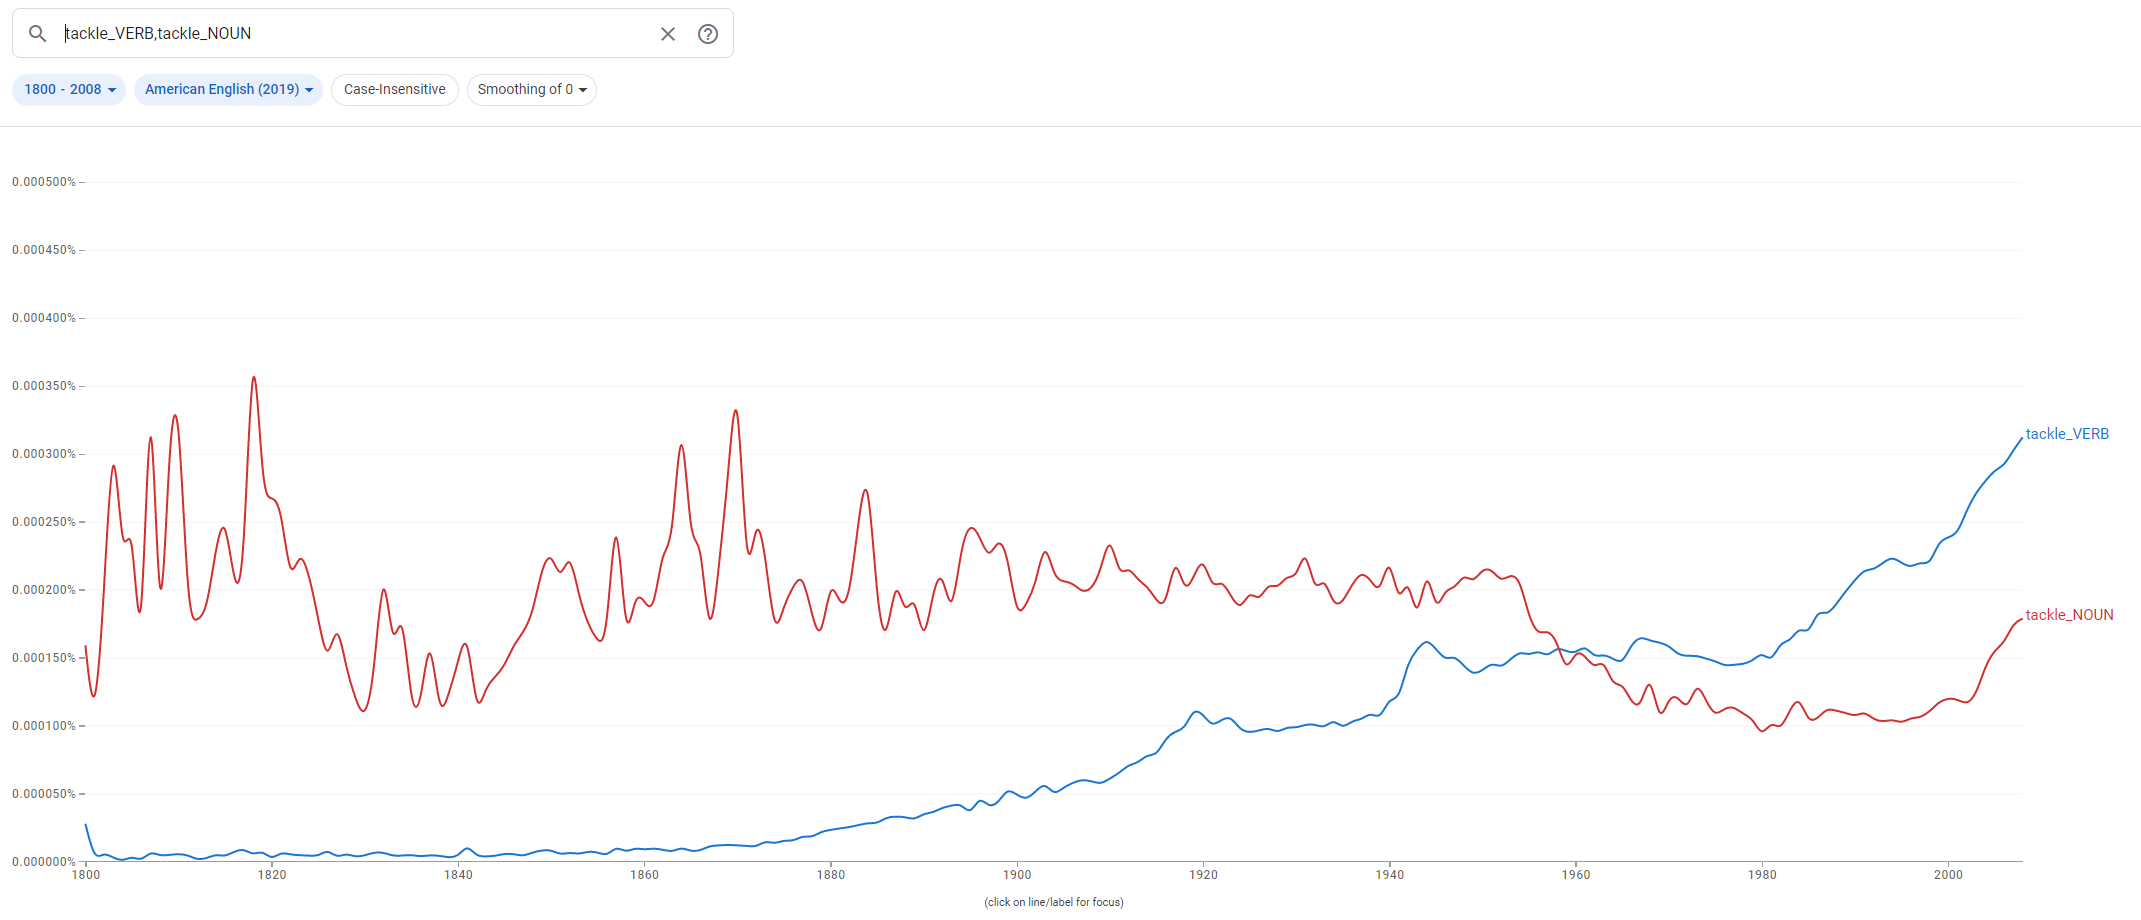 tackle_VERB,tackle_NOUN
1800 - 2008 American English (2019) Case-Insensitive Smoothing of 0
0.000500%
0.000450%
0.000400%
0.000350%
0.000300%
0.000250%
0.000200%
0.000150%
0.000100%
0.000050%
0.000000%
tackle_VERB
tackle_NOUN
1800 1820 1840 1860 1880 1900 1920 1940 1960 1980 2000
(click on line/label for focus)